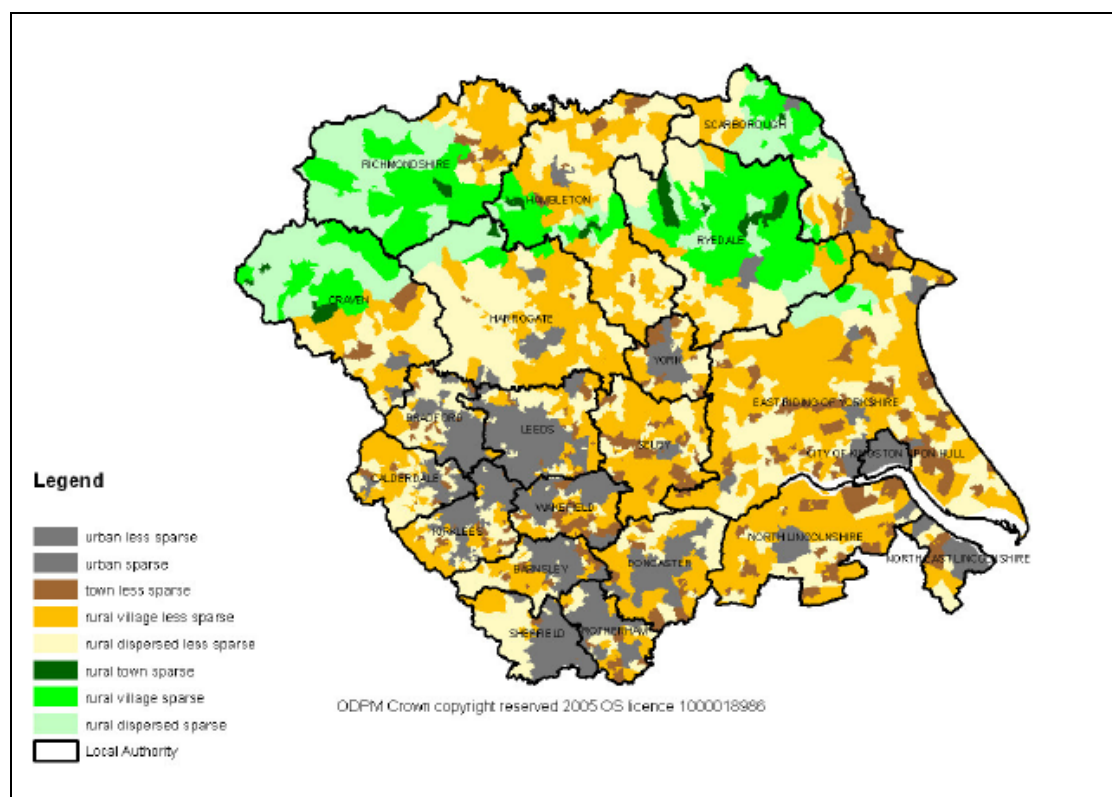 SCARBOROUGH
RICHMONDSHIRE
HAMBLETON
RYEDALE
CRAVEN
HARROGATE
YORK
EAST RIDING OF YORKSHIRE
BRADFORD
LEEDS
SELBY
CITY OF KINGSTON UPON HULL
CALDERDALE
WAKEFIELD
KIRKLEES
NORTH LINCOLNSHIRE
BARNSLEY
DONCASTER
NORTH EAST LINCOLNSHIRE
SHEFFIELD
ROTHERHAM
Legend
urban less sparse
urban sparse
town less sparse
rural village less sparse
rural dispersed less sparse
rural town sparse
rural village sparse
rural dispersed sparse
Local Authority
ODPM Crown copyright reserved 2005 OS licence 1000018986